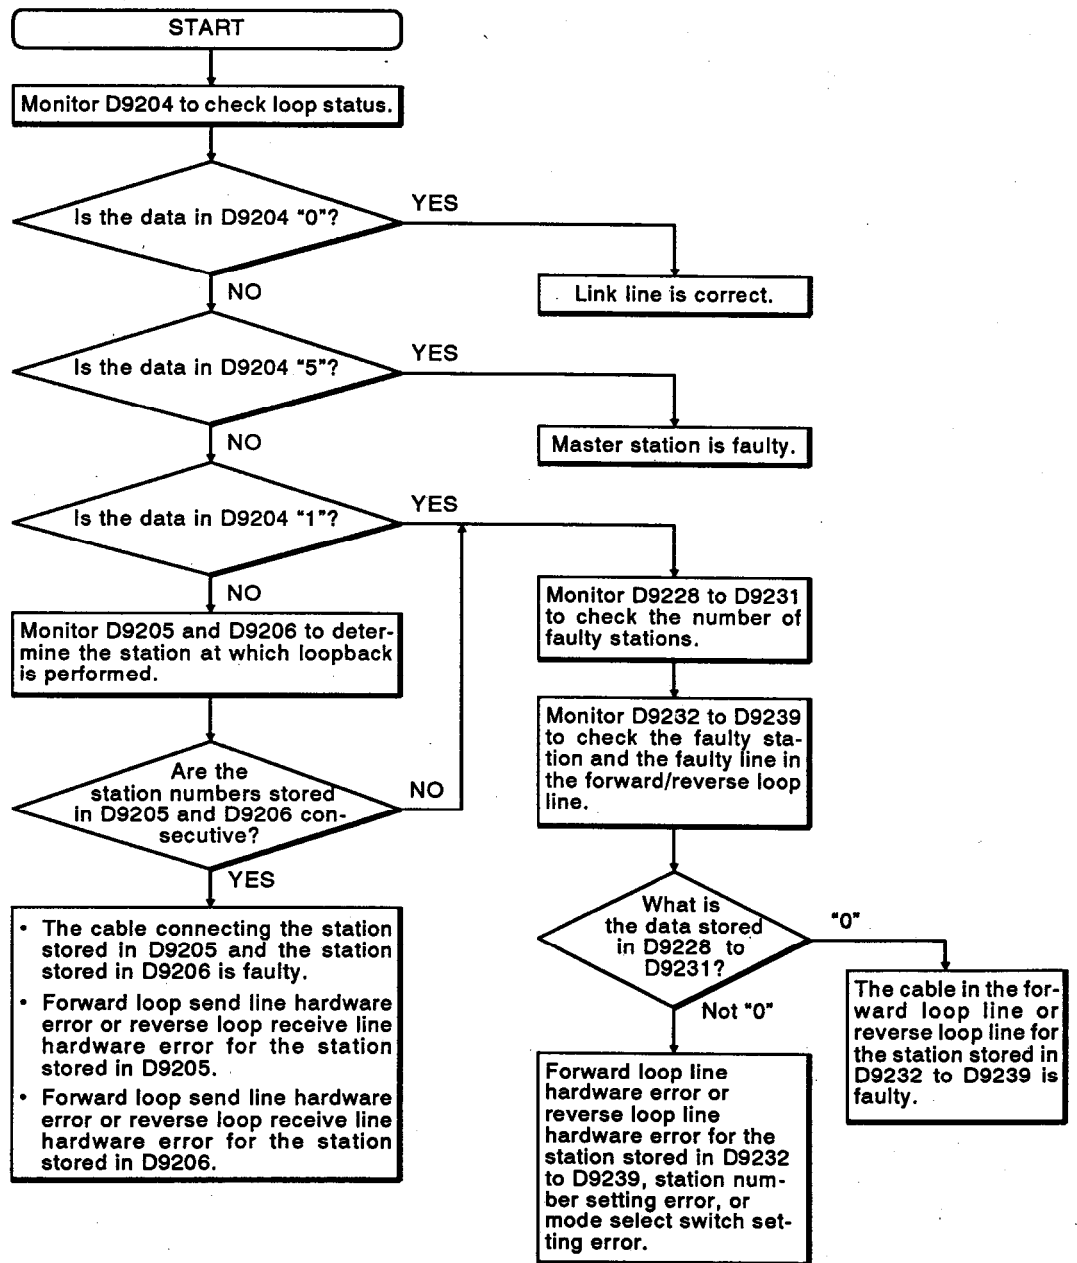 START
Monitor D9204 to check loop status.
Is the data in D9204 "0"?
YES
NO
Link line is correct.
Is the data in D9204 "5"?
YES
NO
Master station is faulty.
Is the data in D9204 "1"?
YES
NO
Monitor D9205 and D9206 to deter-
mine the station at which loopback
is performed.
Are the
station numbers stored
in D9205 and D9206 con-
secutive?
NO
YES
• The cable connecting the station
stored in D9205 and the station
stored in D9206 is faulty.
• Forward loop send line hardware
error or reverse loop receive line
hardware error for the station
stored in D9205.
• Forward loop send line hardware
error or reverse loop receive line
hardware error for the station
stored in D9206.
Monitor D9228 to D9231
to check the number of
faulty stations.
Monitor D9232 to D9239
to check the faulty sta-
tion and the faulty line in
the forward/reverse loop
line.
What is
the data stored
in D9228 to
D9231?
"0"
Not "0"
The cable in the for-
ward loop line or
reverse loop line for
the station stored in
D9232 to D9239 is
faulty.
Forward loop line
hardware error or
reverse loop line
hardware error for the
station stored in D9232
to D9239, station num-
ber setting error, or
mode select switch set-
ting error.